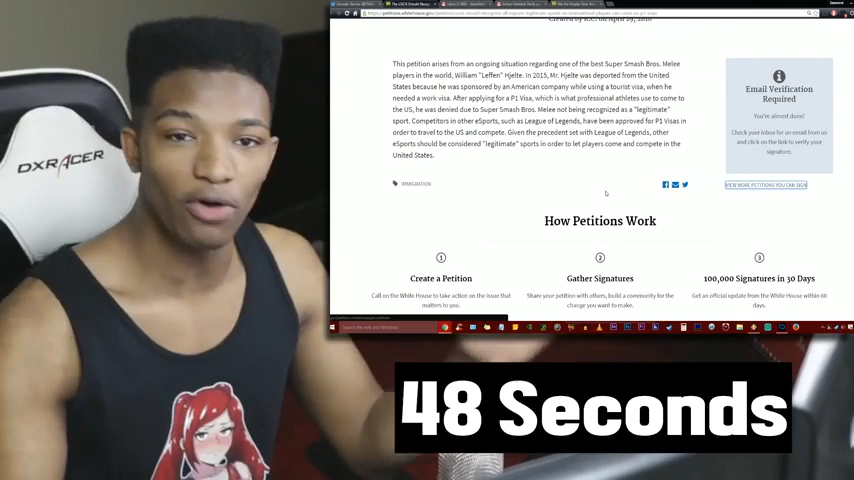 DXRACER
Created by R.C. on April 29, 2016
This petition arises from an ongoing situation regarding one of the best Super Smash Bros. Melee
players in the world, William "Leffen" Hjelte. In 2015, Mr. Hjelte was deported from the United
States because he was sponsored by an American company while using a tourist visa, when he
needed a work visa. After applying for a P1 Visa, which is what professional athletes use to come to
the US, he was denied due to Super Smash Bros. Melee not being recognized as a "legitimate"
sport. Competitors in other eSports, such as League of Legends, have been approved for P1 Visas in
order to travel to the US and compete. Given the precedent set with League of Legends, other
eSports should be considered "legitimate" sports in order to let players come and compete in the
United States.
IMMIGRATION
Email Verification
Required
You're almost done!
Check your inbox for an email from us
and click on the link to verify your
signature.
VIEW MORE PETITIONS YOU CAN SIGN
How Petitions Work
1
Create a Petition
Call on the White House to take action on the issue that
matters to you.
2
Gather Signatures
Share your petition with others, build a community for the
change you want to make.
3
100,000 Signatures in 30 Days
Get an official update from the White House within 60
days.
Search the web and Windows
48 Seconds